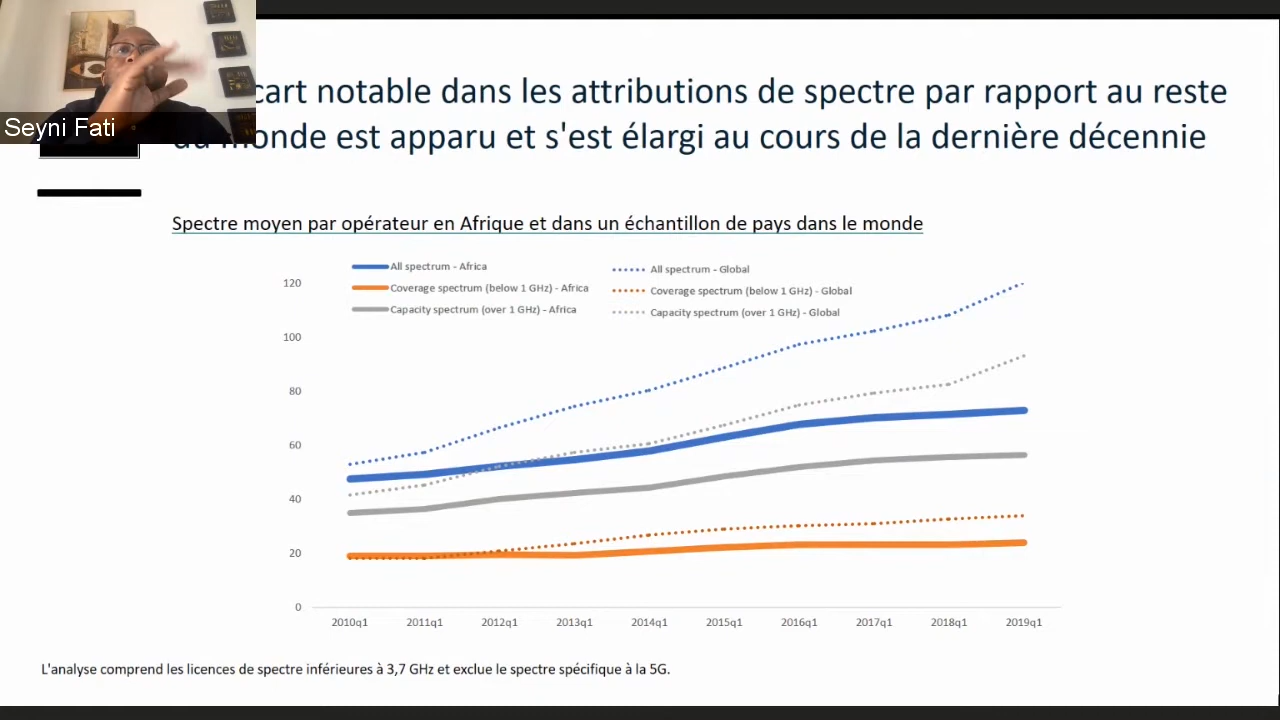 cart notable dans les attributions de spectre par rapport au reste
monde est apparu et s'est élargi au cours de la dernière décennie
Seyni Fati
Spectre moyen par opérateur en Afrique et dans un échantillon de pays dans le monde
All spectrum - Africa
All spectrum - Global
Coverage spectrum (below 1 GHz) - Africa
Coverage spectrum (below 1 GHz) - Global
Capacity spectrum (over 1 GHz) - Africa
Capacity spectrum (over 1 GHz) - Global
120
100
80
60
40
20
0
2010q1 2011q1 2012q1 2013q1 2014q1 2015q1 2016q1 2017q1 2018q1 2019q1
L'analyse comprend les licences de spectre inférieures à 3,7 GHz et exclue le spectre spécifique à la 5G.